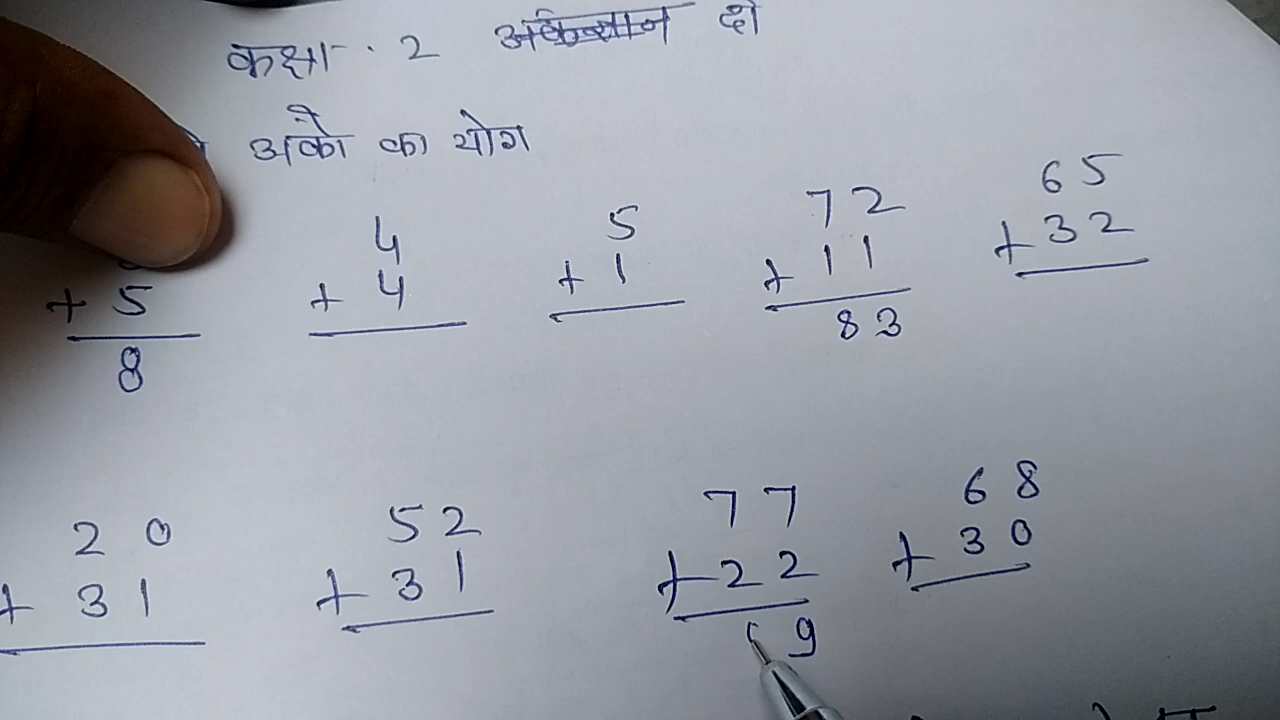 कक्षा · 2 दो
अंको का योग
4 5 72 65
+ 5 + 4 + 1 + 11 + 32
8 83
20 52 77 68
+ 31 + 31 + 22 + 30
9